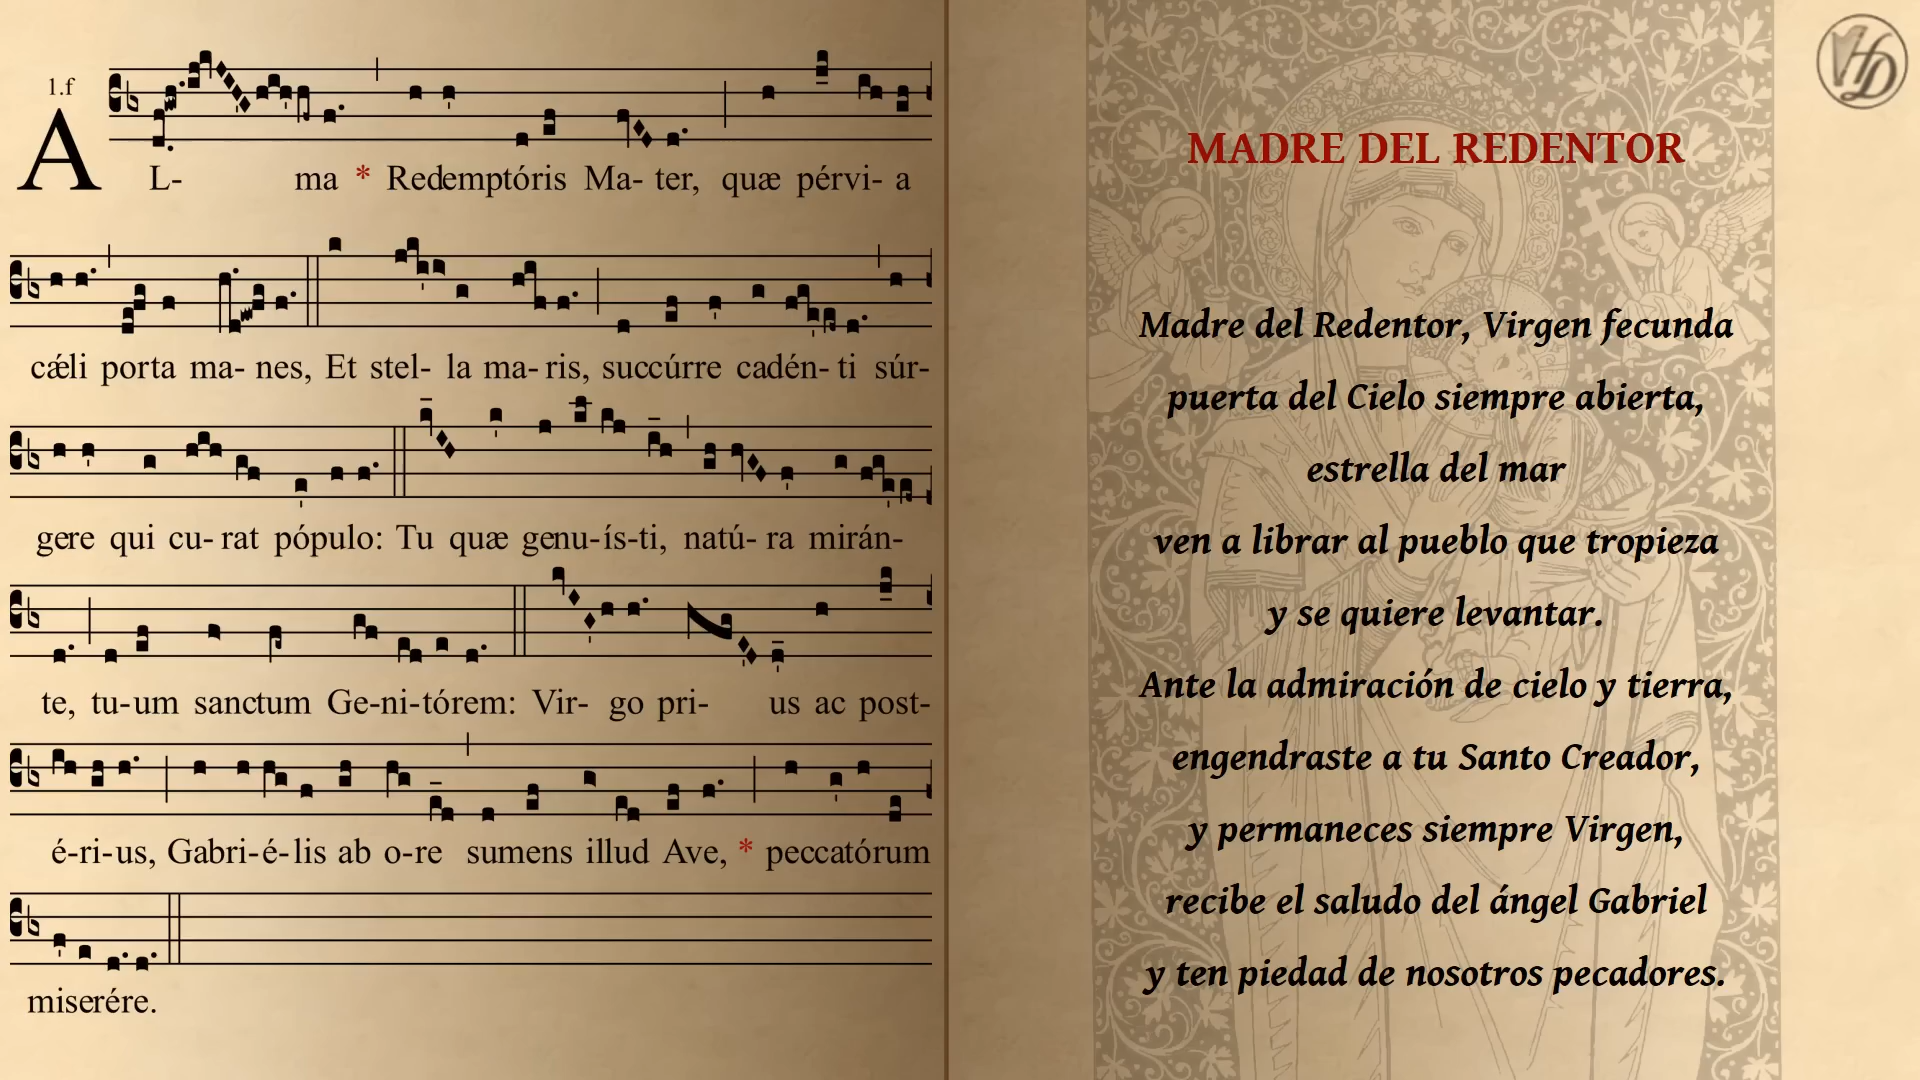 1.f
AL- ma * Redemptóris Ma- ter, quæ pérvi- a
cǽli porta ma- nes, Et stel- la ma- ris, succúrre cadén- ti súr-
gere qui cu- rat pópulo: Tu quæ genu-ís-ti, natú- ra mirán-
te, tu-um sanctum Ge-ni-tórem: Vir- go pri- us ac post-
é-ri-us, Gabri-é-lis ab o-re sumens illud Ave, * peccatórum
miserére.
HD
MADRE DEL REDENTOR
Madre del Redentor, Virgen fecunda
puerta del Cielo siempre abierta,
estrella del mar
ven a librar al pueblo que tropieza
y se quiere levantar.
Ante la admiración de cielo y tierra,
engendraste a tu Santo Creador,
y permaneces siempre Virgen,
recibe el saludo del ángel Gabriel
y ten piedad de nosotros pecadores.